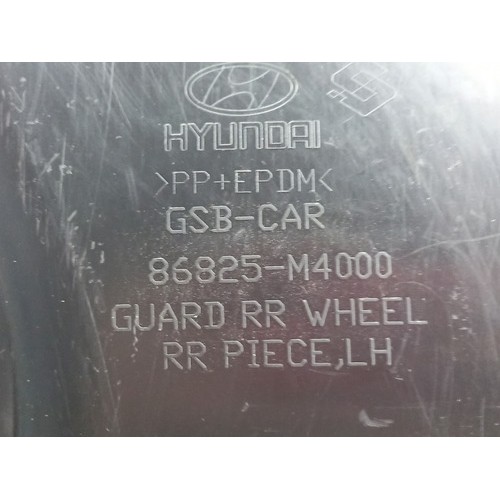 HYUNDAI
>PP+EPDM<
GSB-CAR
86825-M4000
GUARD RR WHEEL
RR PIECE,LH